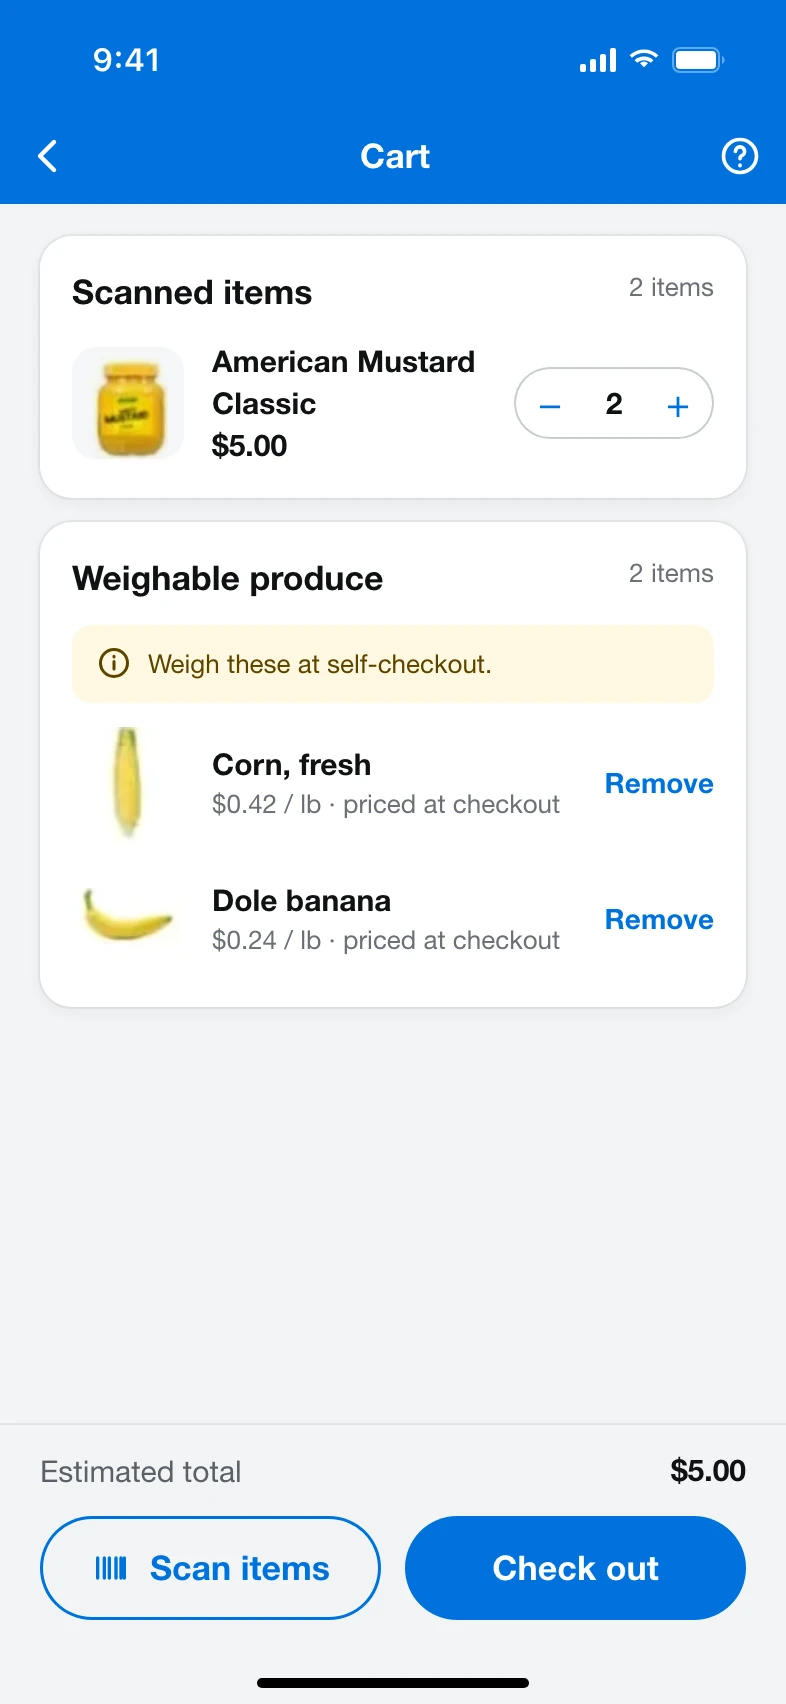 9:41
Cart
Scanned items
2 items
American Mustard
Classic
$5.00
2
MUSTARD
Weighable produce
2 items
Weigh these at self-checkout.
Corn, fresh
$0.42 / lb · priced at checkout
Remove
Dole banana
$0.24 / lb · priced at checkout
Remove
Estimated total
$5.00
Scan items
Check out